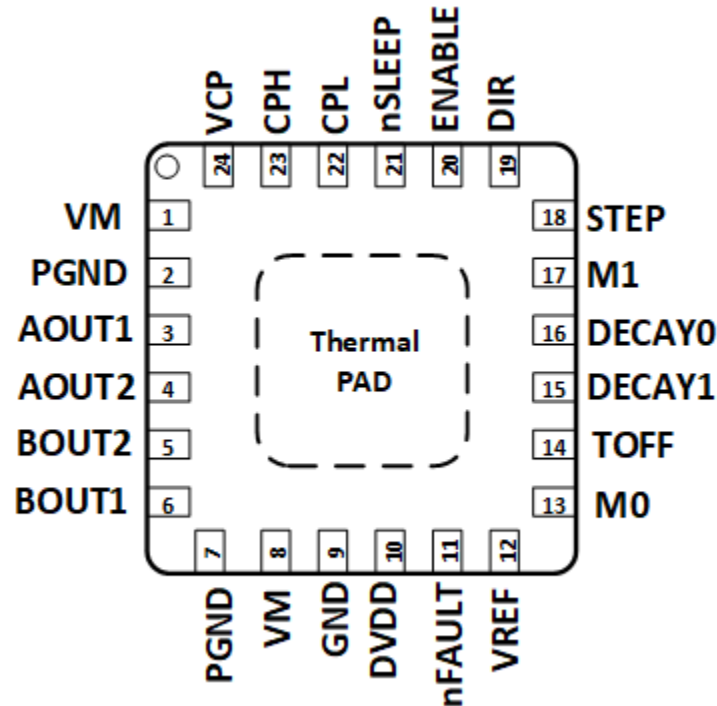 VCP
CPH
CPL
nSLEEP
ENABLE
DIR
24
23
22
21
20
19
VM 1
18 STEP
PGND 2
17 M1
AOUT1 3
16 DECAY0
AOUT2 4
15 DECAY1
BOUT2 5
14 TOFF
BOUT1 6
13 M0
Thermal
PAD
7
8
9
10
11
12
PGND
VM
GND
DVDD
nFAULT
VREF